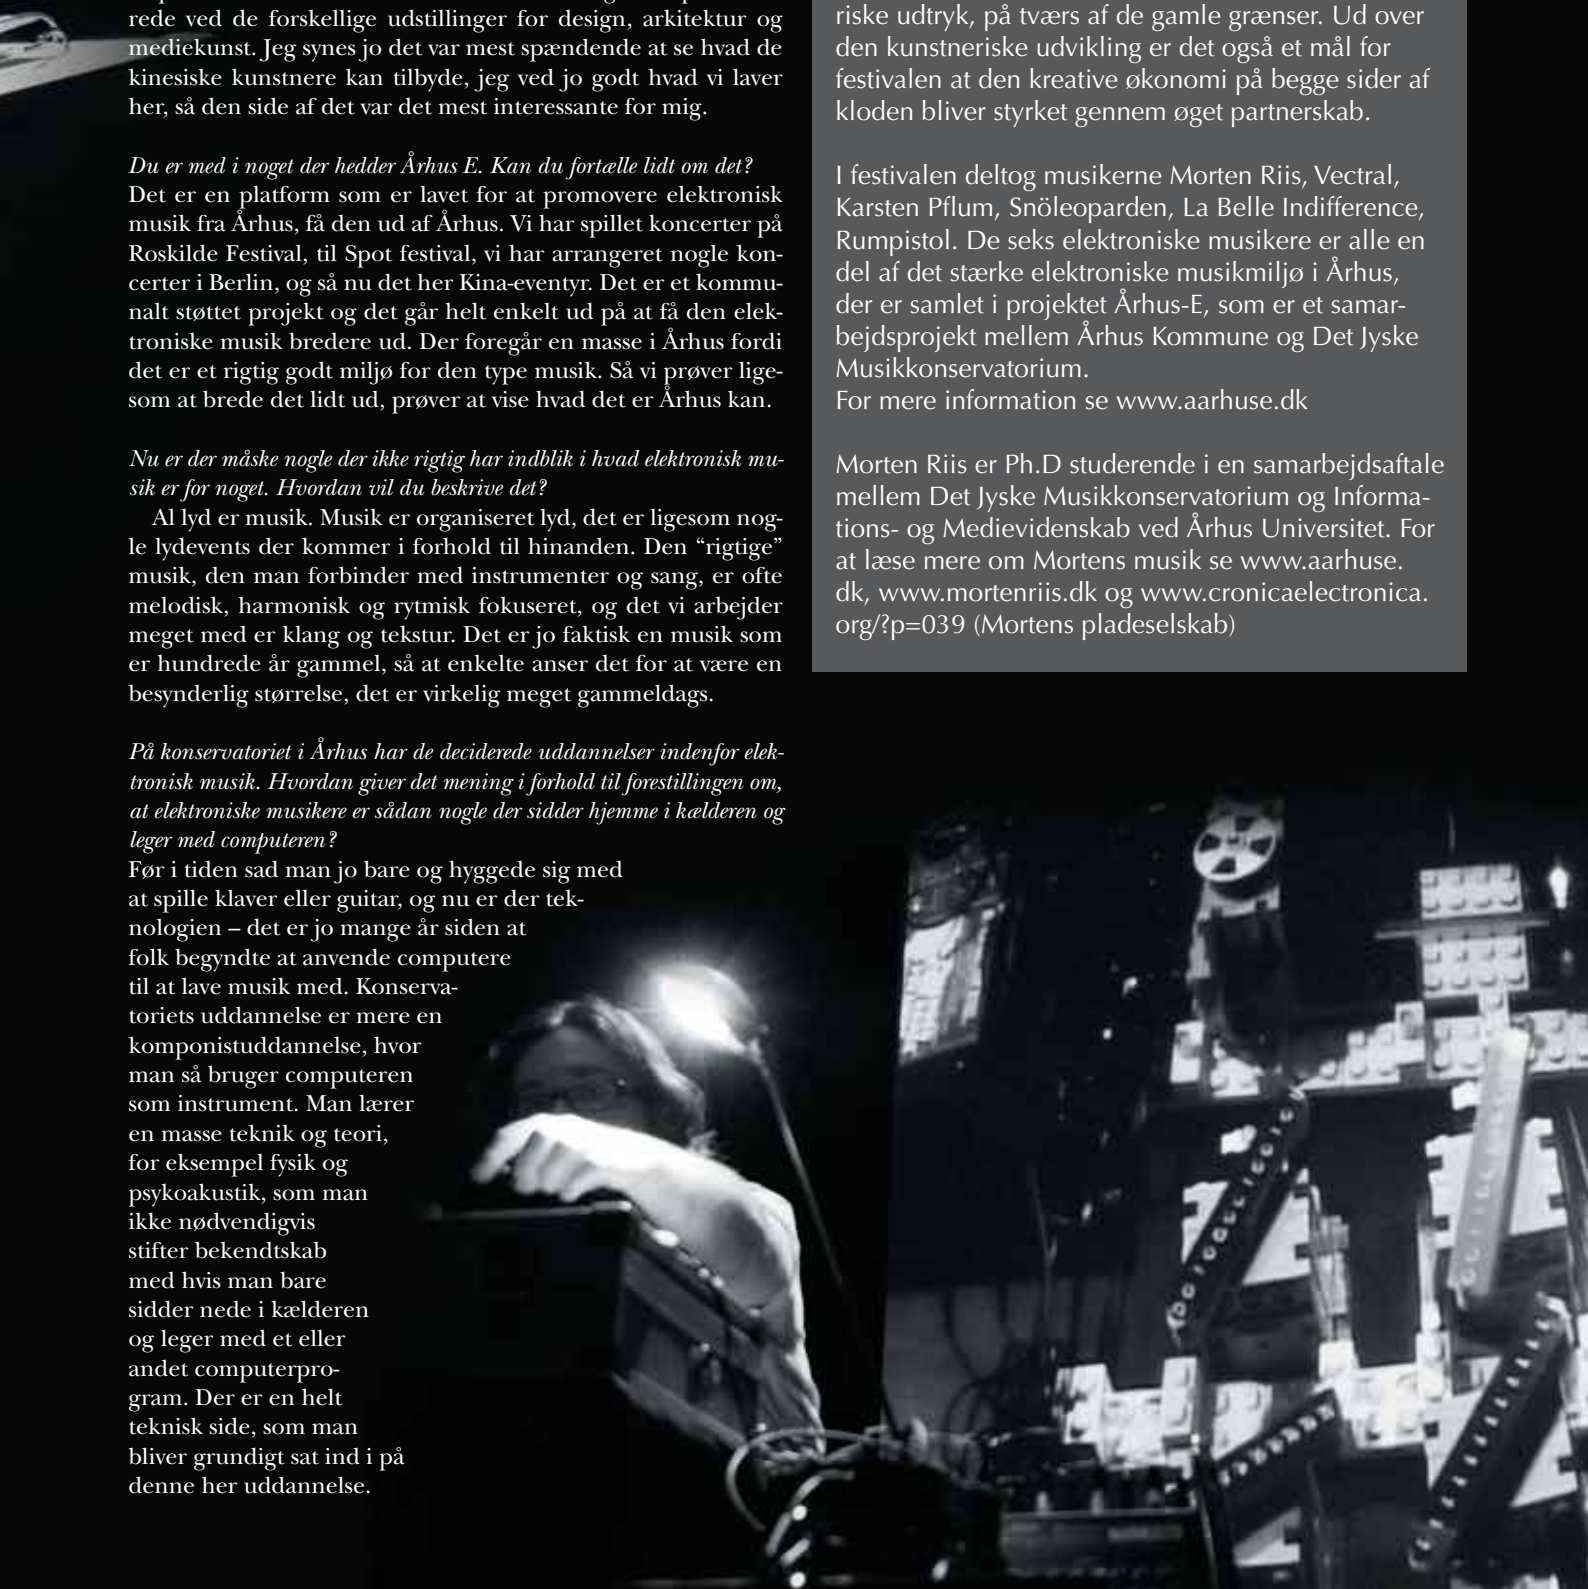 rede ved de forskellige udstillinger for design, arkitektur og
mediekunst. Jeg synes jo det var mest spændende at se hvad de
kinesiske kunstnere kan tilbyde, jeg ved jo godt hvad vi laver
her, så den side af det var det mest interessante for mig.

Du er med i noget der hedder Århus E. Kan du fortælle lidt om det?
Det er en platform som er lavet for at promovere elektronisk
musik fra Århus, få den ud af Århus. Vi har spillet koncerter på
Roskilde Festival, til Spot festival, vi har arrangeret nogle kon-
certer i Berlin, og så nu det her Kina-eventyr. Det er et kommu-
nalt støttet projekt og det går helt enkelt ud på at få den elek-
troniske musik bredere ud. Der foregår en masse i Århus fordi
det er et rigtig godt miljø for den type musik. Så vi prøver lige-
som at brede det lidt ud, prøver at vise hvad det er Århus kan.

Nu er der måske nogle der ikke rigtig har indblik i hvad elektronisk mu-
sik er for noget. Hvordan vil du beskrive det?
Al lyd er musik. Musik er organiseret lyd, det er ligesom nog-
le lydevents der kommer i forhold til hinanden. Den “rigtige”
musik, den man forbinder med instrumenter og sang, er ofte
melodisk, harmonisk og rytmisk fokuseret, og det vi arbejder
meget med er klang og tekstur. Det er jo faktisk en musik som
er hundrede år gammel, så at enkelte anser det for at være en
besynderlig størrelse, det er virkelig meget gammeldags.

På konservatoriet i Århus har de deciderede uddannelser indenfor elek-
tronisk musik. Hvordan giver det mening i forhold til forestillingen om,
at elektroniske musikere er sådan nogle der sidder hjemme i kælderen og
leger med computeren?
Før i tiden sad man jo bare og hyggede sig med
at spille klaver eller guitar, og nu er der tek-
nologien – det er jo mange år siden at
folk begyndte at anvende computere
til at lave musik med. Konserva-
toriets uddannelse er mere en
komponistuddannelse, hvor
man så bruger computeren
som instrument. Man lærer
en masse teknik og teori,
for eksempel fysik og
psykoakustik, som man
ikke nødvendigvis
stifter bekendtskab
med hvis man bare
sidder nede i kælderen
og leger med et eller
andet computerpro-
gram. Der er en helt
teknisk side, som man
bliver grundigt sat ind i på
denne her uddannelse.

riske udtryk, på tværs af de gamle grænser. Ud over
den kunstneriske udvikling er det også et mål for
festivalen at den kreative økonomi på begge sider af
kloden bliver styrket gennem øget partnerskab.

I festivalen deltog musikerne Morten Riis, Vectral,
Karsten Pflum, Snöleoparden, La Belle Indifference,
Rumpistol. De seks elektroniske musikere er alle en
del af det stærke elektroniske musikmiljø i Århus,
der er samlet i projektet Århus-E, som er et samar-
bejdsprojekt mellem Århus Kommune og Det Jyske
Musikkonservatorium.
For mere information se www.aarhuse.dk

Morten Riis er Ph.D studerende i en samarbejdsaftale
mellem Det Jyske Musikkonservatorium og Informa-
tions- og Medievidenskab ved Århus Universitet. For
at læse mere om Mortens musik se www.aarhuse.
dk, www.mortenriis.dk og www.cronicaelectronica.
org/?p=039 (Mortens pladeselskab)